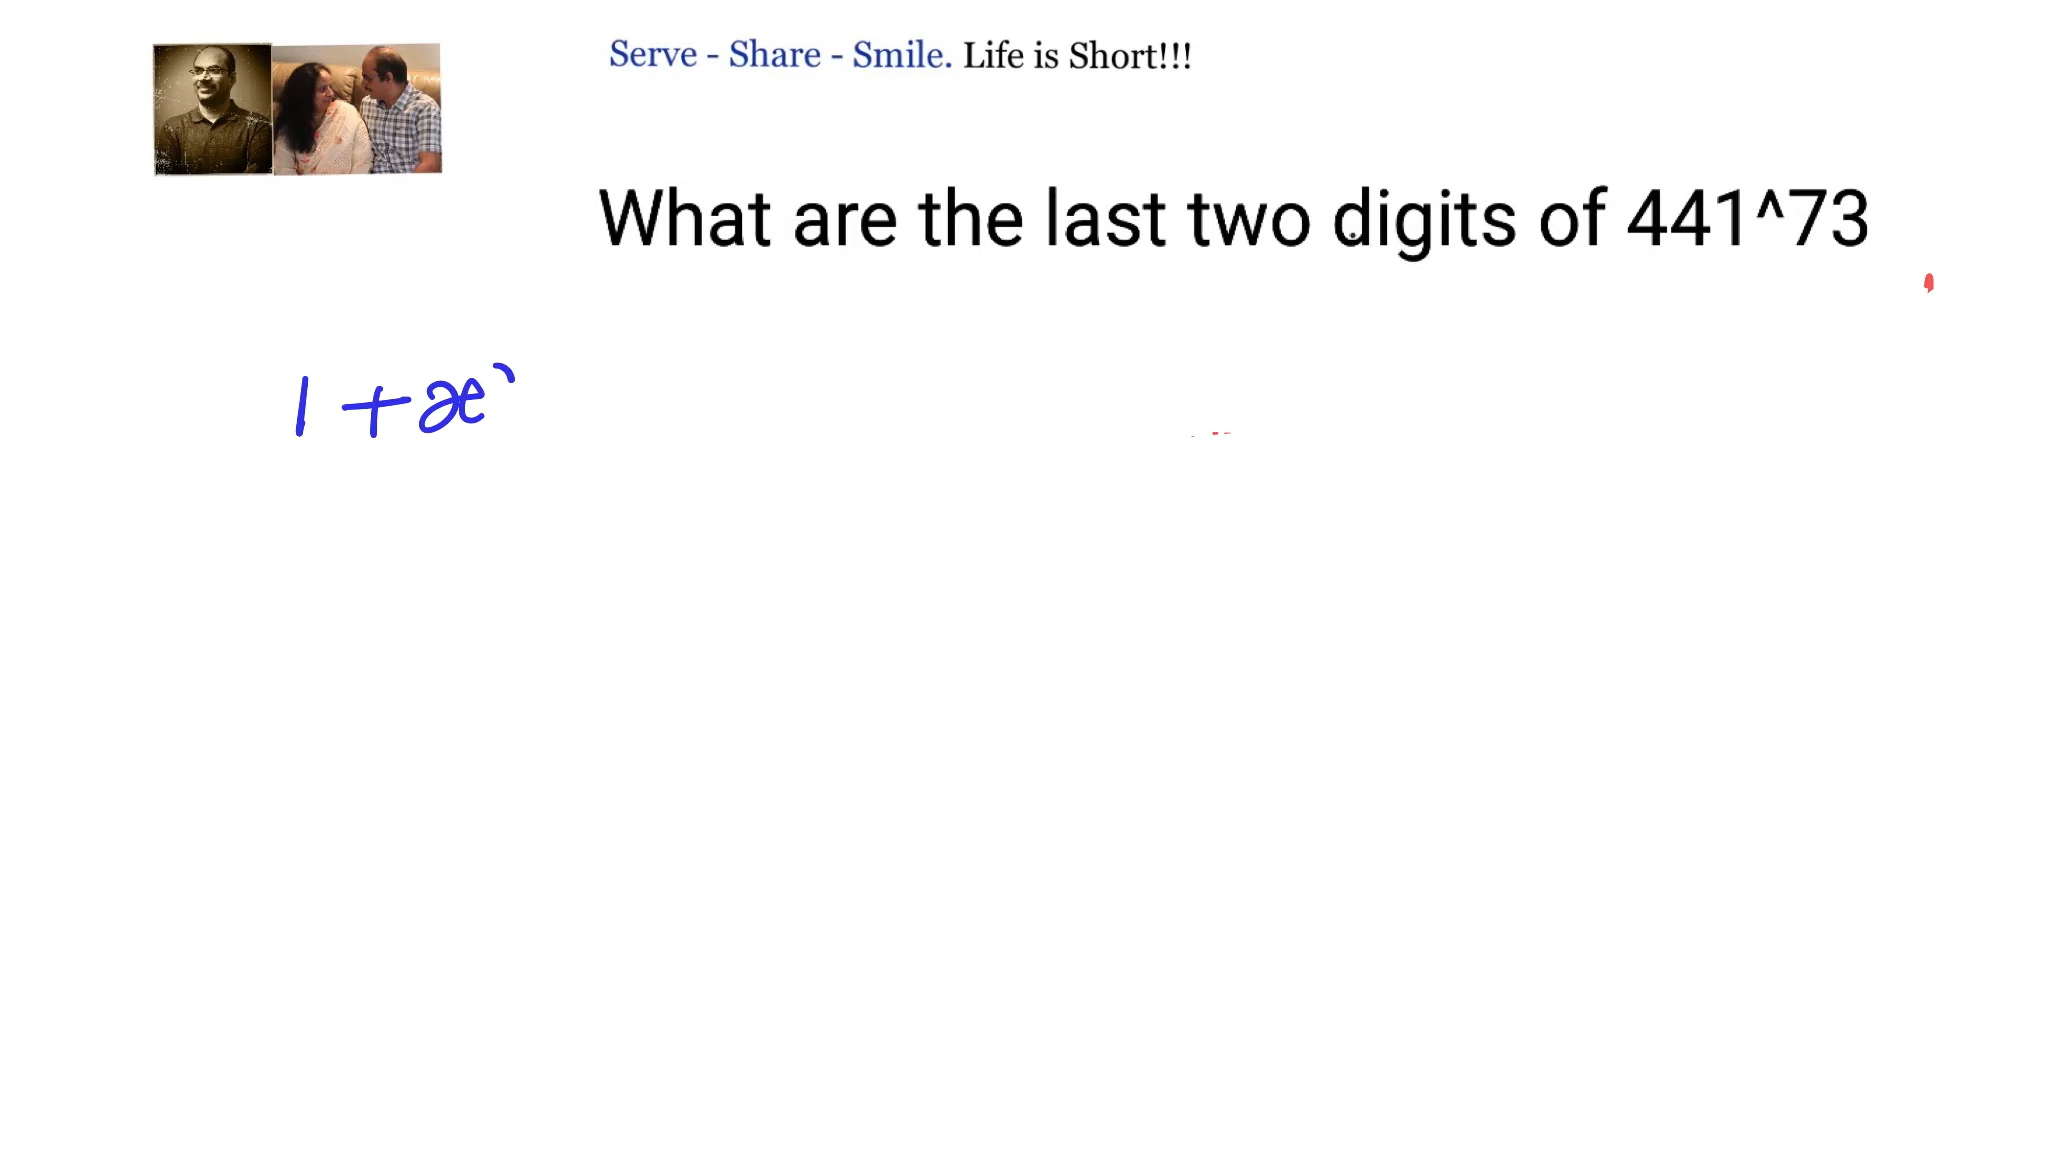 Serve - Share - Smile. Life is Short!!!
What are the last two digits of 441^73
1 + x